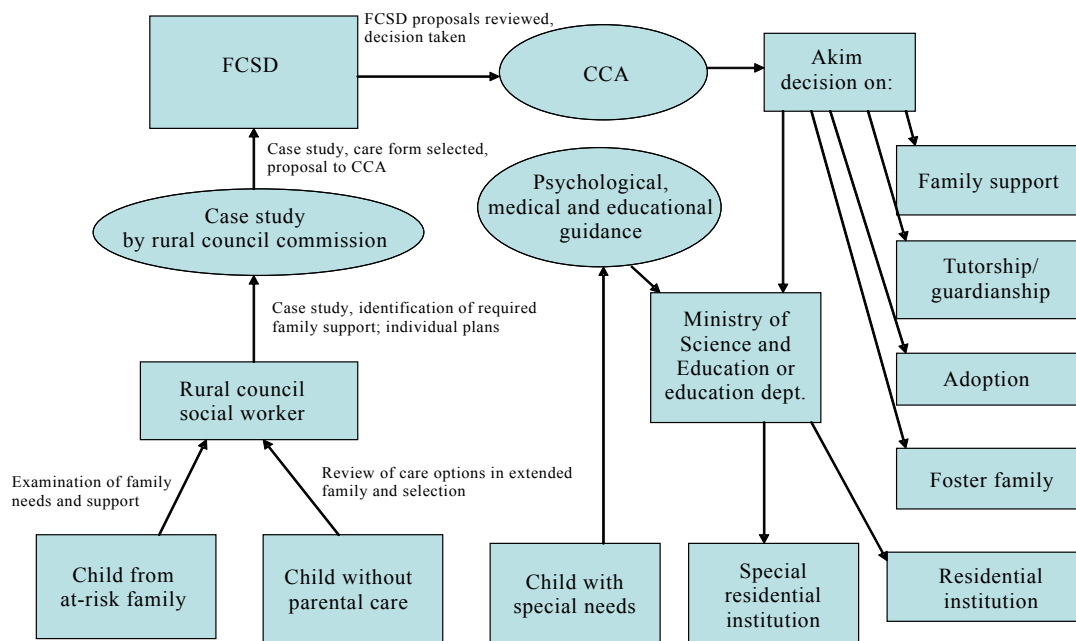 FCSD proposals reviewed,
decision taken
FCSD
CCA
Akim
decision on:
Case study, care form selected,
proposal to CCA
Psychological,
medical and educational
guidance
Family support
Case study
by rural council commission
Tutorship/
guardianship
Case study, identification of required
family support; individual plans
Ministry of
Science and
Education or
education dept.
Adoption
Rural council
social worker
Examination of family
needs and support
Review of care options in extended
family and selection
Foster family
Child from
at-risk family
Child without
parental care
Child with
special needs
Special
residential
institution
Residential
institution